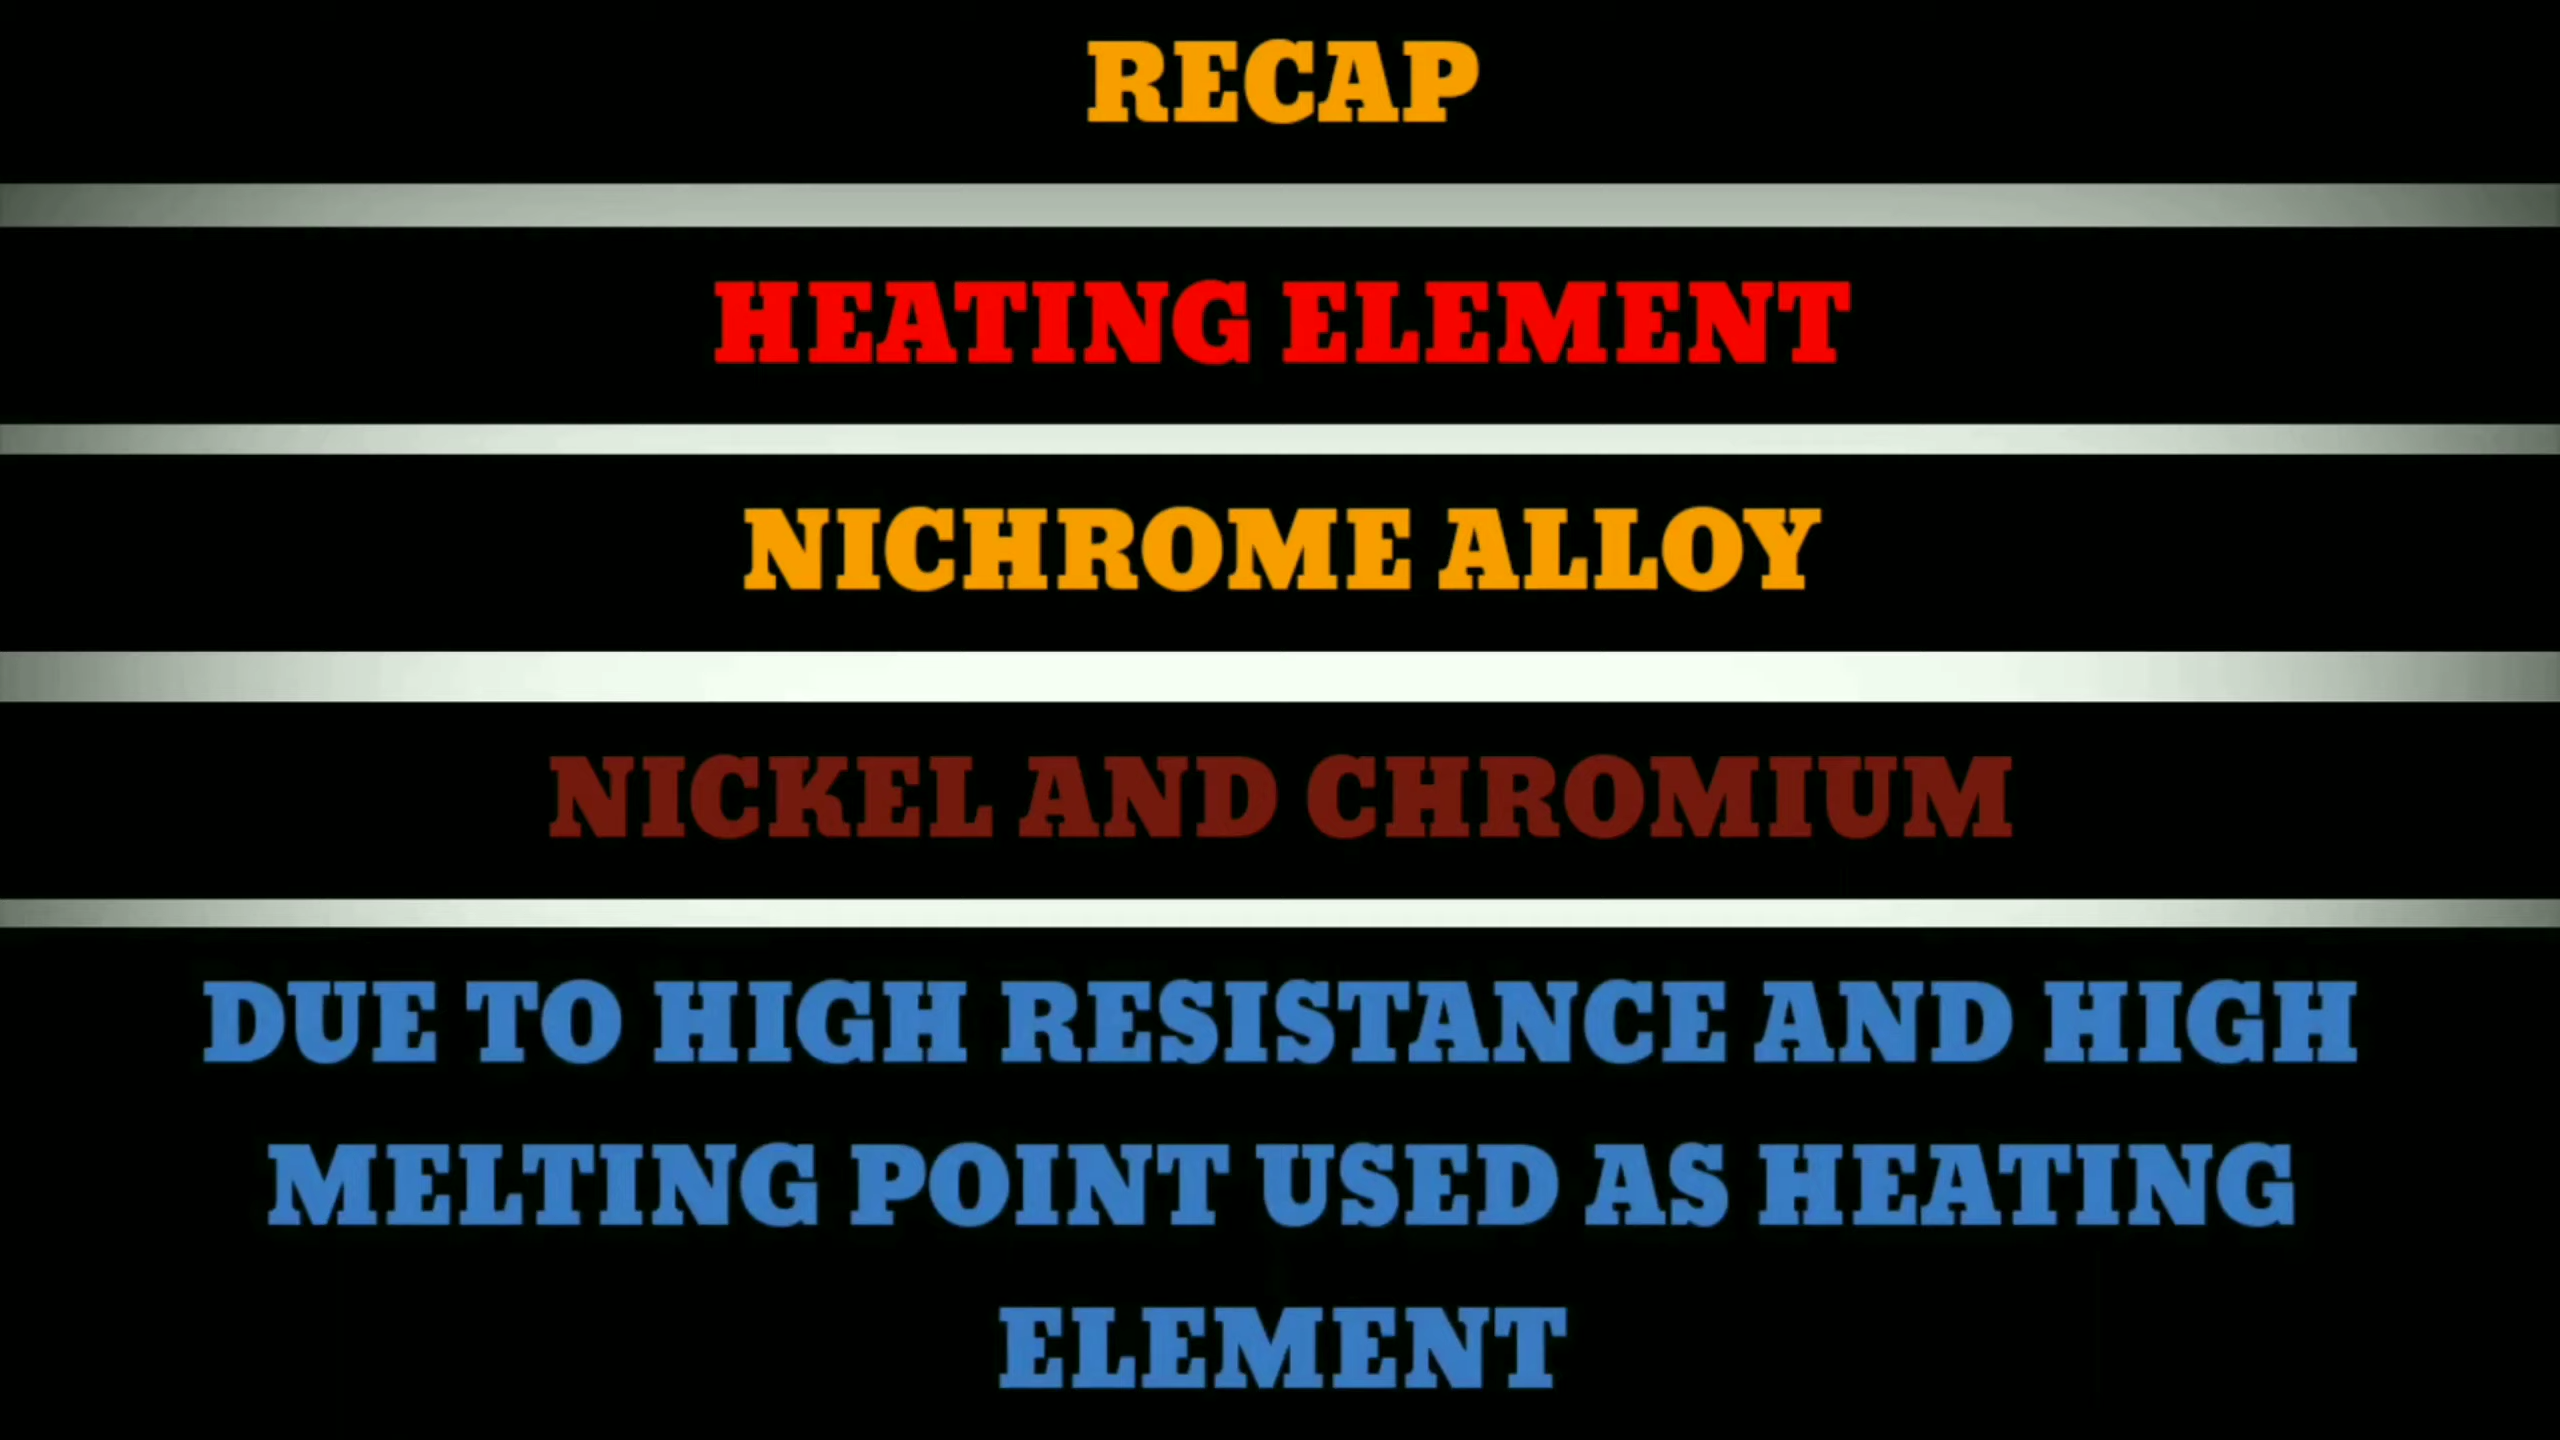 RECAP
HEATING ELEMENT
NICHROME ALLOY
NICKEL AND CHROMIUM
DUE TO HIGH RESISTANCE AND HIGH
MELTING POINT USED AS HEATING
ELEMENT